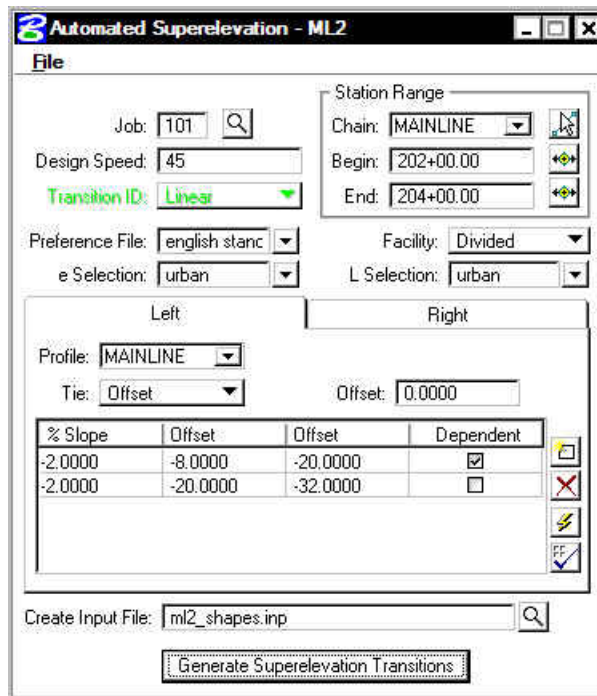 Automated Superelevation - ML2
File
Job: 101
Design Speed: 45
Transition ID: Linear
Station Range
Chain: MAINLINE
Begin: 202+00.00
End: 204+00.00
Preference File: english stanc
Facility: Divided
e Selection: urban
L Selection: urban
Left Right
Profile: MAINLINE
Tie: Offset
Offset: 0.0000
% Slope Offset Offset Dependent
-2.0000 -8.0000 -20.0000
-2.0000 -20.0000 -32.0000
FF
Create Input File: ml2_shapes.inp
Generate Superelevation Transitions